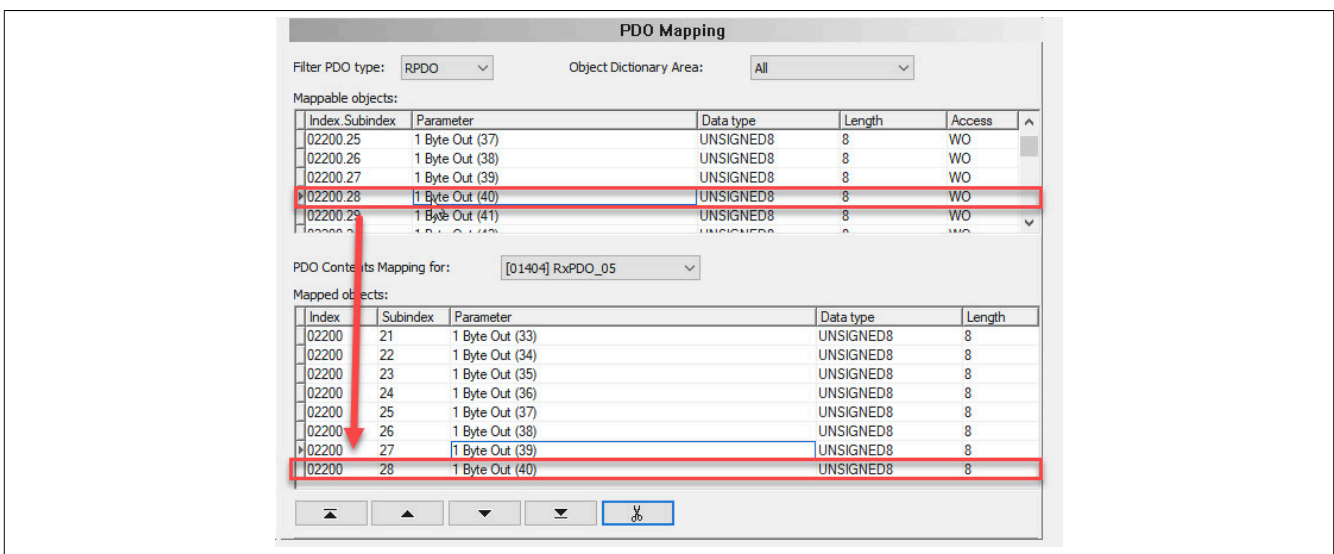 PDO Mapping
Filter PDO type: RPDO Object Dictionary Area: All
Mappable objects:
Index.Subindex Parameter Data type Length Access
02200.25 1 Byte Out (37) UNSIGNED8 8 WO
02200.26 1 Byte Out (38) UNSIGNED8 8 WO
02200.27 1 Byte Out (39) UNSIGNED8 8 WO
02200.28 1 Byte Out (40) UNSIGNED8 8 WO
02200.29 1 Byte Out (41) UNSIGNED8 8 WO
PDO Contents Mapping for: [01404] RxPDO_05
Mapped objects:
Index Subindex Parameter Data type Length
02200 21 1 Byte Out (33) UNSIGNED8 8
02200 22 1 Byte Out (34) UNSIGNED8 8
02200 23 1 Byte Out (35) UNSIGNED8 8
02200 24 1 Byte Out (36) UNSIGNED8 8
02200 25 1 Byte Out (37) UNSIGNED8 8
02200 26 1 Byte Out (38) UNSIGNED8 8
02200 27 1 Byte Out (39) UNSIGNED8 8
02200 28 1 Byte Out (40) UNSIGNED8 8